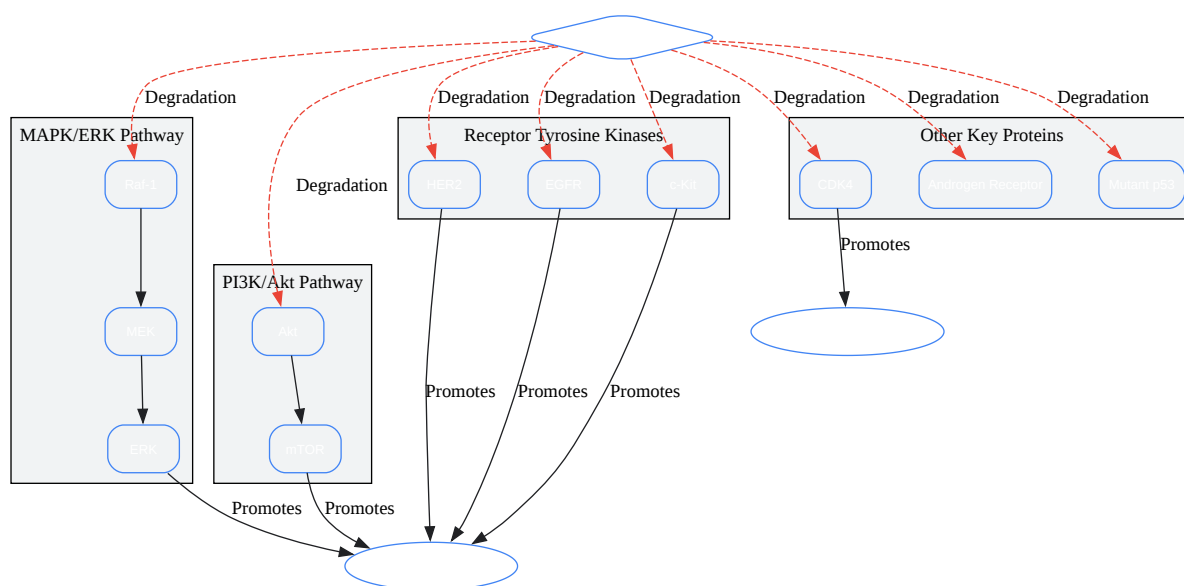 Degradation
Degradation
Degradation
Degradation
Degradation
Degradation
Degradation
MAPK/ERK Pathway
Receptor Tyrosine Kinases
Other Key Proteins
Raf-1
Degradation
HER2
EGFR
c-Kit
CDK4
Androgen Receptor
Mutant p53
Promotes
PI3K/Akt Pathway
MEK
Akt
Promotes
Promotes
Promotes
ERK
mTOR
Promotes
Promotes